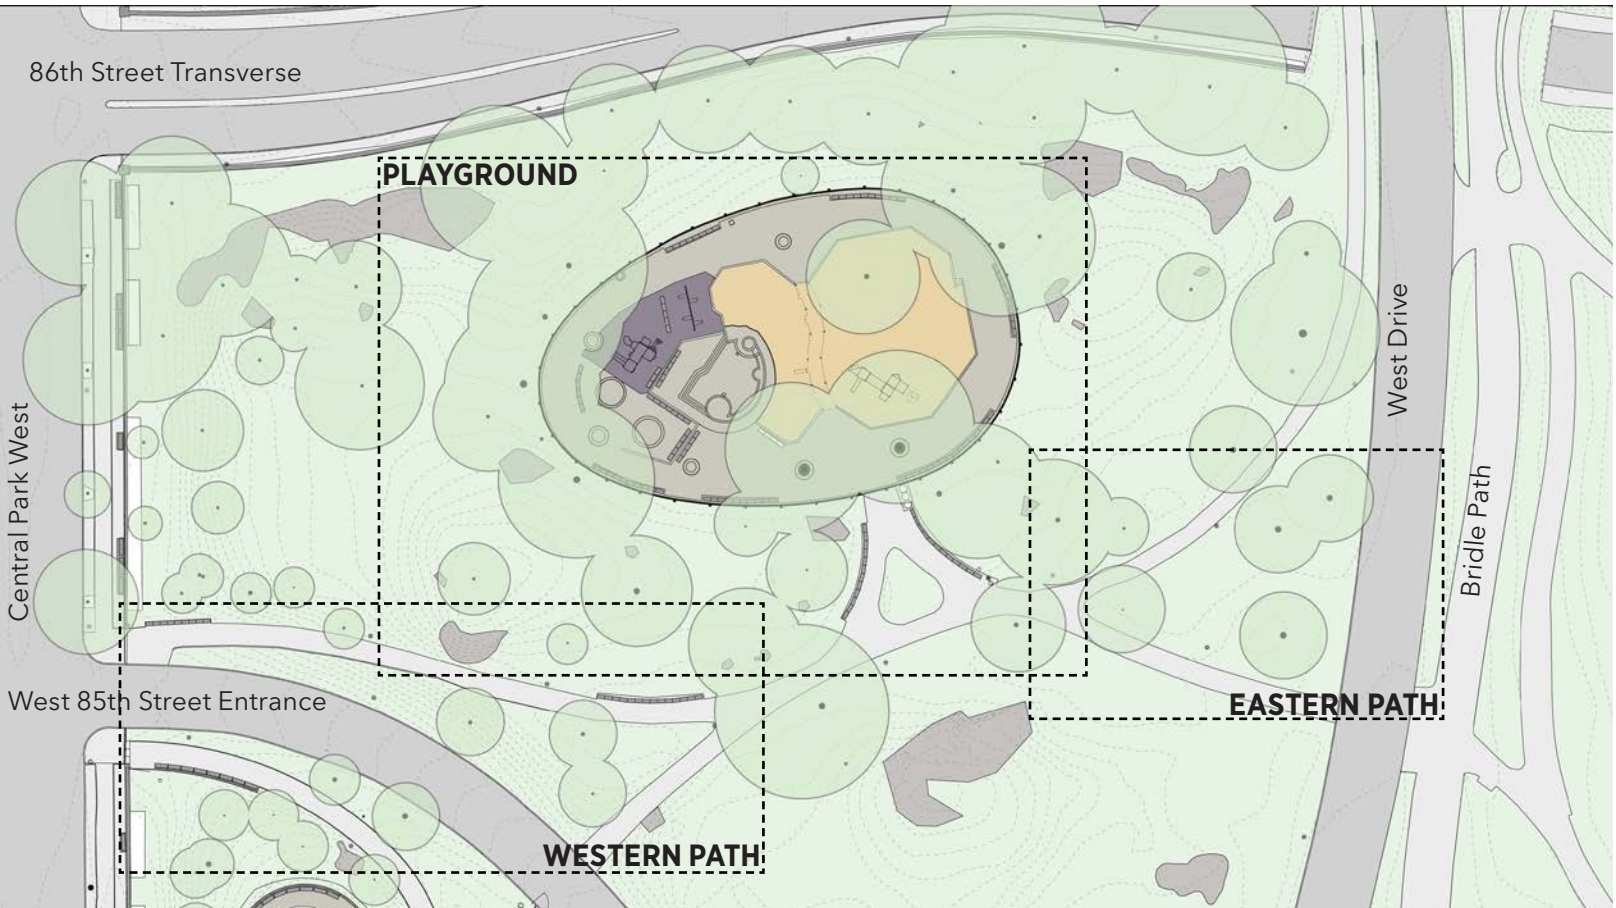 86th Street Transverse
PLAYGROUND
West Drive
Central Park West
Bridle Path
West 85th Street Entrance
EASTERN PATH
WESTERN PATH